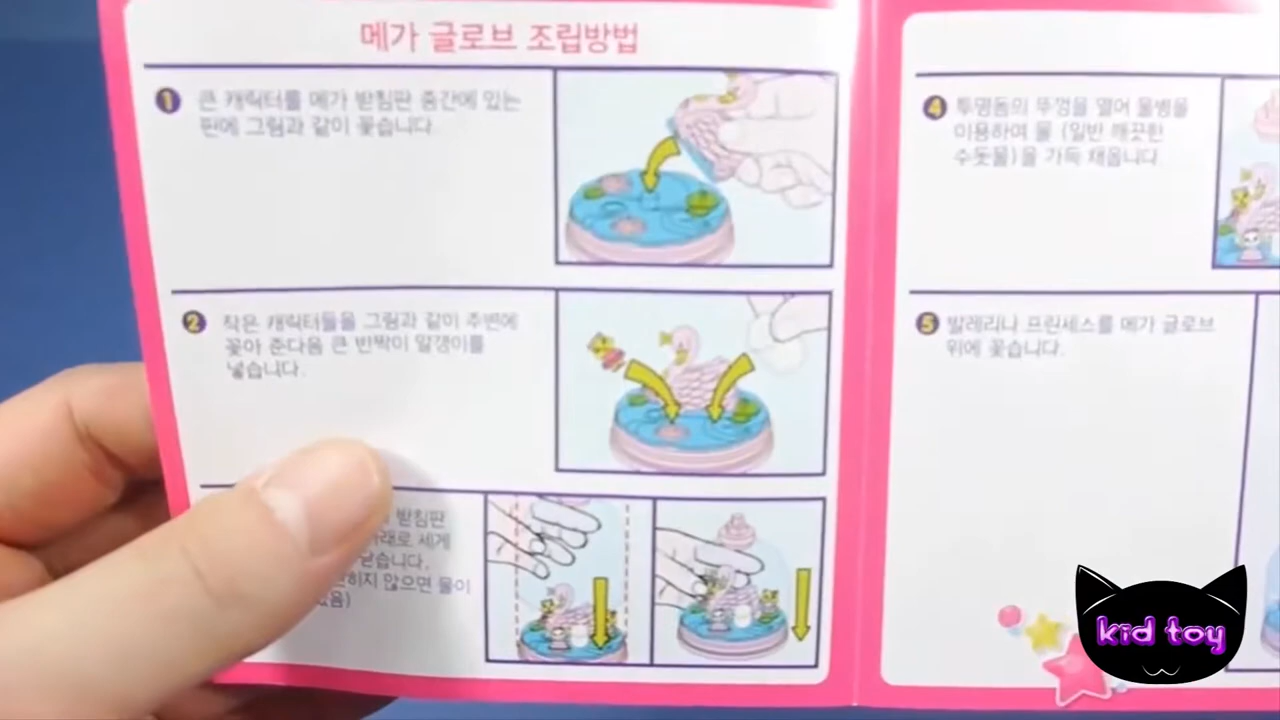 메가 글로브 조립방법
1 큰 캐릭터를 메가 받침판 중간에 있는
판에 그림과 같이 꽂습니다.
2 작은 캐릭터들을 그림과 같이 주변에
꽂아 준다음 큰 반짝이 알갱이를
넣습니다.
받침판
아래로 세게
닫습니다.
않으면 물이
4 투명돔의 뚜껑을 열어 물병을
이용하여 물 (일반 깨끗한
수돗물)을 가득 채웁니다.
5 발레리나 프린세스를 메가 글로브
위에 꽂습니다.
kid toy